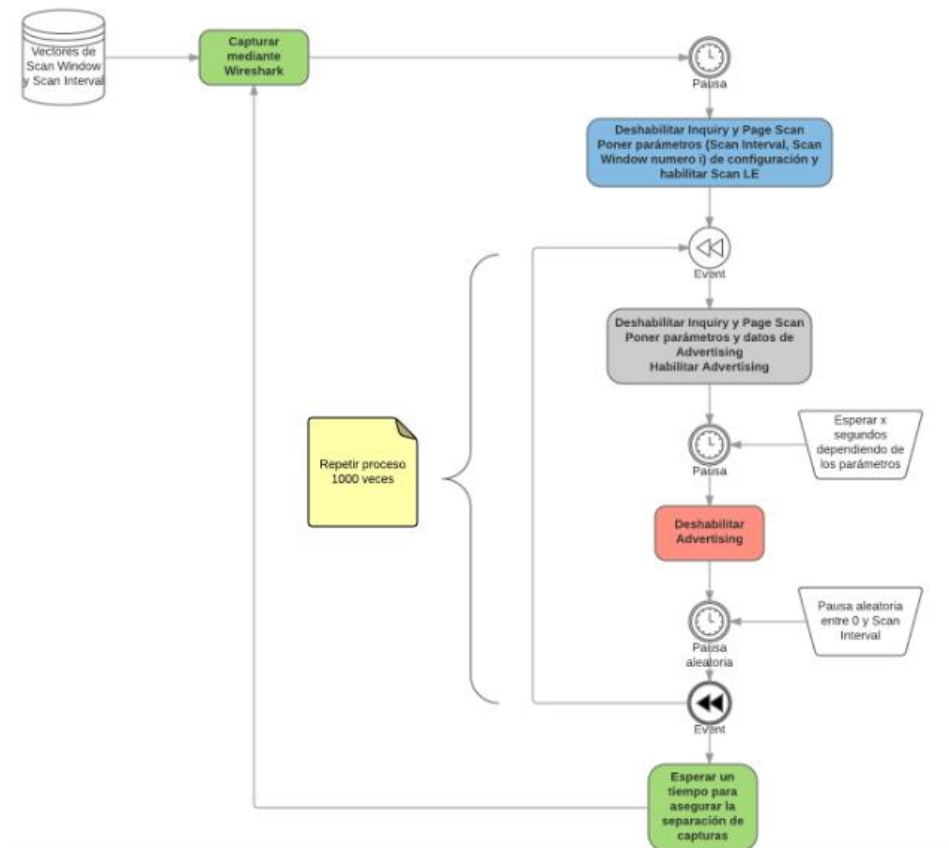 Vectores de
Scan Window
y Scan Interval
Capturar
mediante
Wireshark
Pausa
Deshabilitar Inquiry y Page Scan
Poner parámetros (Scan Interval, Scan
Window numero i) de configuración y
habilitar Scan LE
Event
Deshabilitar Inquiry y Page Scan
Poner parámetros y datos de
Advertising
Habilitar Advertising
Repetir proceso
1000 veces
Pausa
Esperar x
segundos
dependiendo de
los parámetros
Deshabilitar
Advertising
Pausa
aleatoria
Pausa aleatoria
entre 0 y Scan
Interval
Event
Esperar un
tiempo para
asegurar la
separación de
capturas